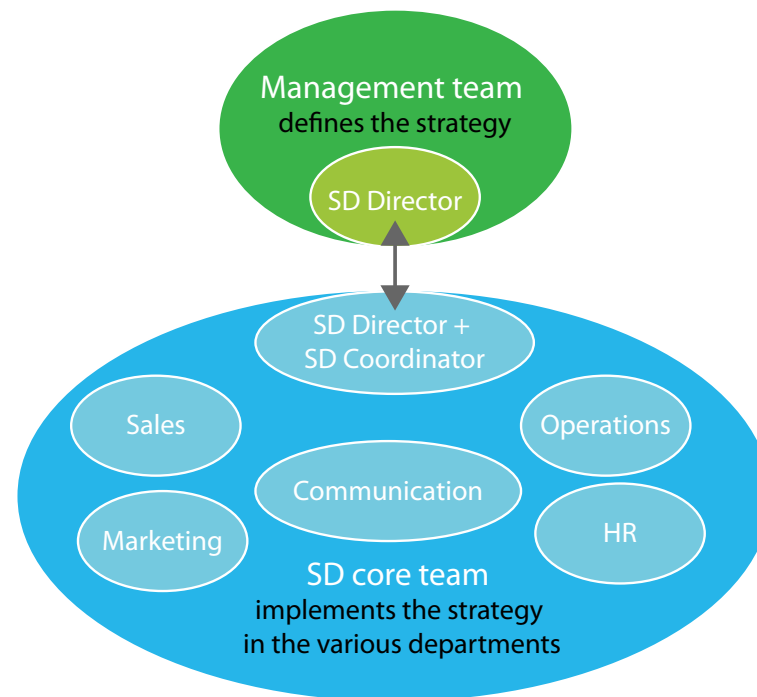 Management team
defines the strategy
SD Director
SD Director +
SD Coordinator
Sales
Operations
Communication
Marketing
HR
SD core team
implements the strategy
in the various departments